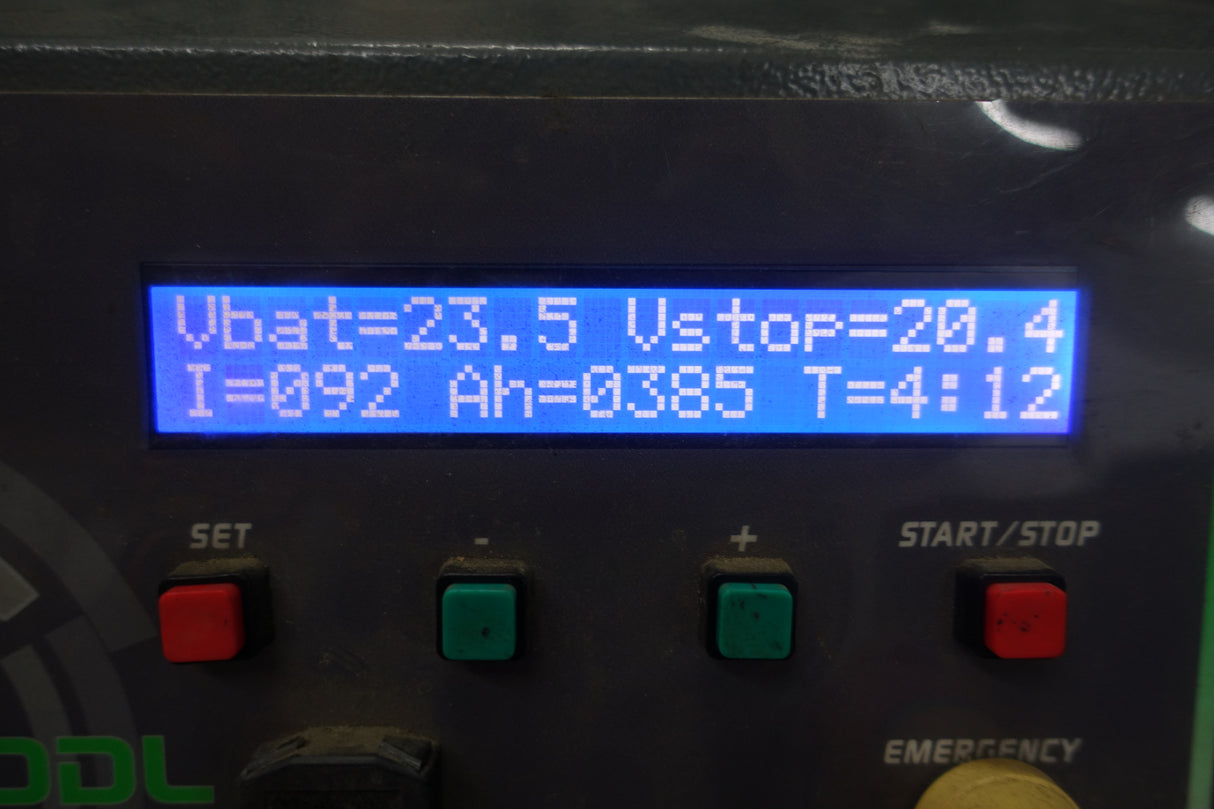 Vbat=23.5 Vstop=20.4
I=092 Ah=0385 T=4:12
SET - + START/STOP
EMERGENCY